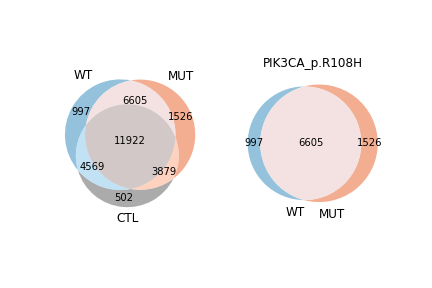 WT
MUT
997
6605
1526
11922
4569
3879
502
CTL
PIK3CA_p.R108H
997
6605
1526
WT
MUT